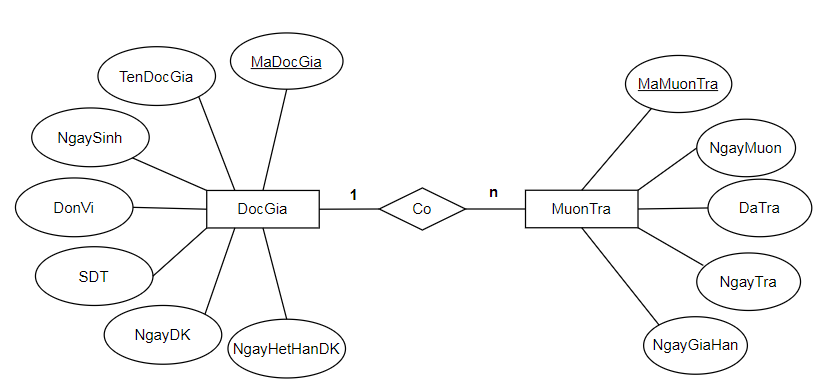 MaDocGia
TenDocGia
MaMuonTra
NgaySinh
NgayMuon
DonVi
DocGia
1
Co
n
MuonTra
DaTra
SDT
NgayTra
NgayDK
NgayHetHanDK
NgayGiaHan